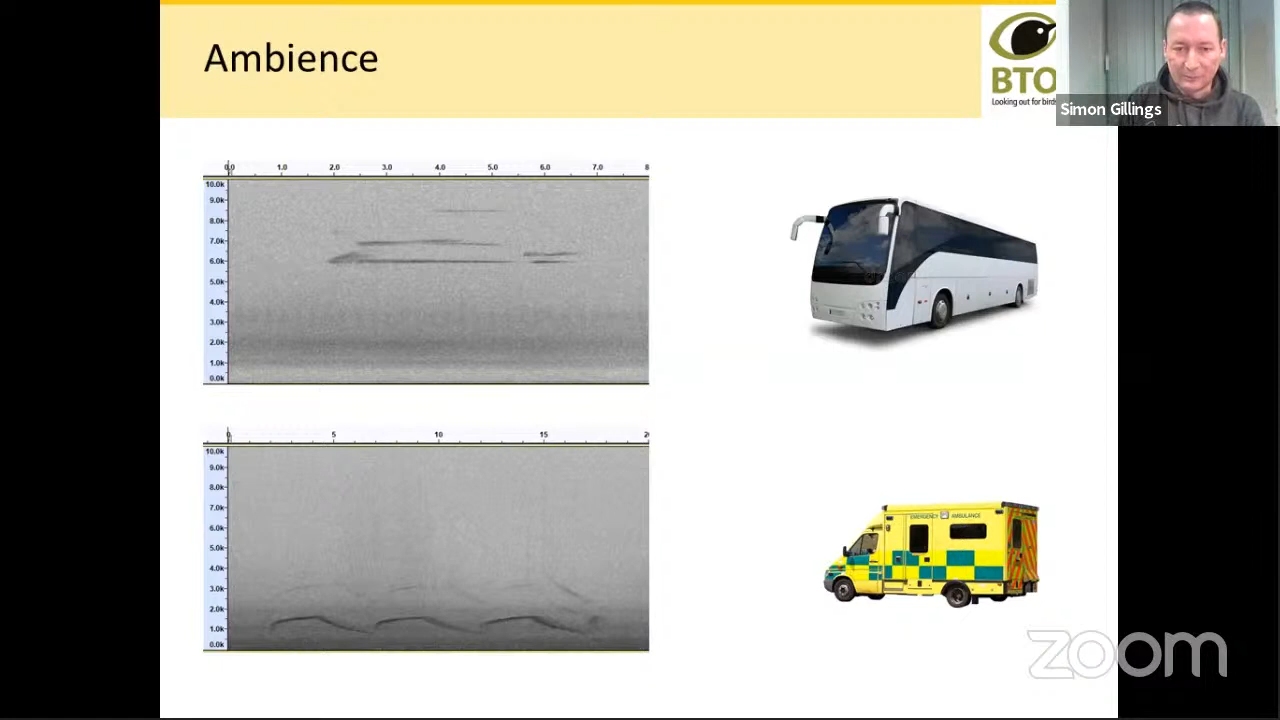 Ambience
BTO
Looking out for birds
Simon Gillings
0.0 1.0 2.0 3.0 4.0 5.0 6.0 7.0 8
10.0k
9.0k
8.0k
7.0k
6.0k
5.0k
4.0k
3.0k
2.0k
1.0k
0.0k
0 5 10 15 2
10.0k
9.0k
8.0k
7.0k
6.0k
5.0k
4.0k
3.0k
2.0k
1.0k
0.0k
EMERGENCY AMBULANCE
zoom